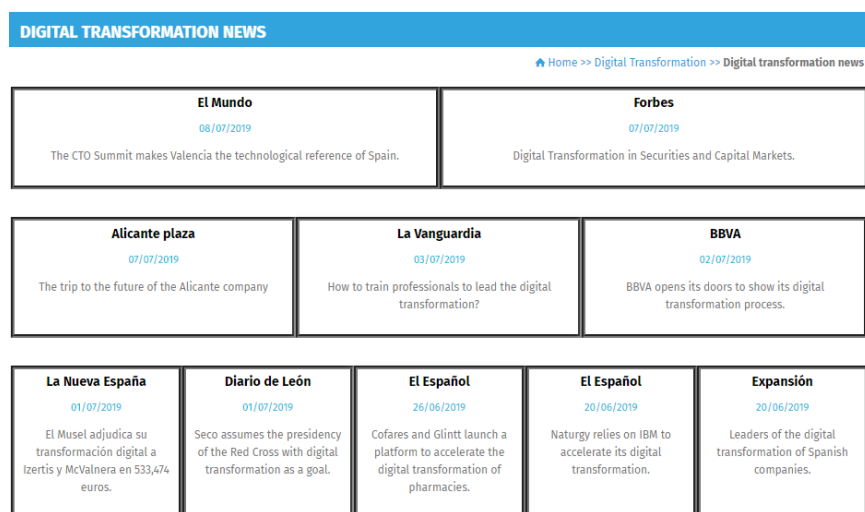 DIGITAL TRANSFORMATION NEWS
Home >> Digital Transformation >> Digital transformation news
El Mundo
08/07/2019
The CTO Summit makes Valencia the technological reference of Spain.
Forbes
07/07/2019
Digital Transformation in Securities and Capital Markets.
Alicante plaza
07/07/2019
The trip to the future of the Alicante company
La Vanguardia
03/07/2019
How to train professionals to lead the digital
transformation?
BBVA
02/07/2019
BBVA opens its doors to show its digital
transformation process.
La Nueva España
01/07/2019
El Musel adjudica su
transformación digital a
Izertis y McValnera en 533,474
euros.
Diario de León
01/07/2019
Seco assumes the presidency
of the Red Cross with digital
transformation as a goal.
El Español
26/06/2019
Cofares and Glintt launch a
platform to accelerate the
digital transformation of
pharmacies.
El Español
20/06/2019
Naturgy relies on IBM to
accelerate its digital
transformation.
Expansión
20/06/2019
Leaders of the digital
transformation of Spanish
companies.